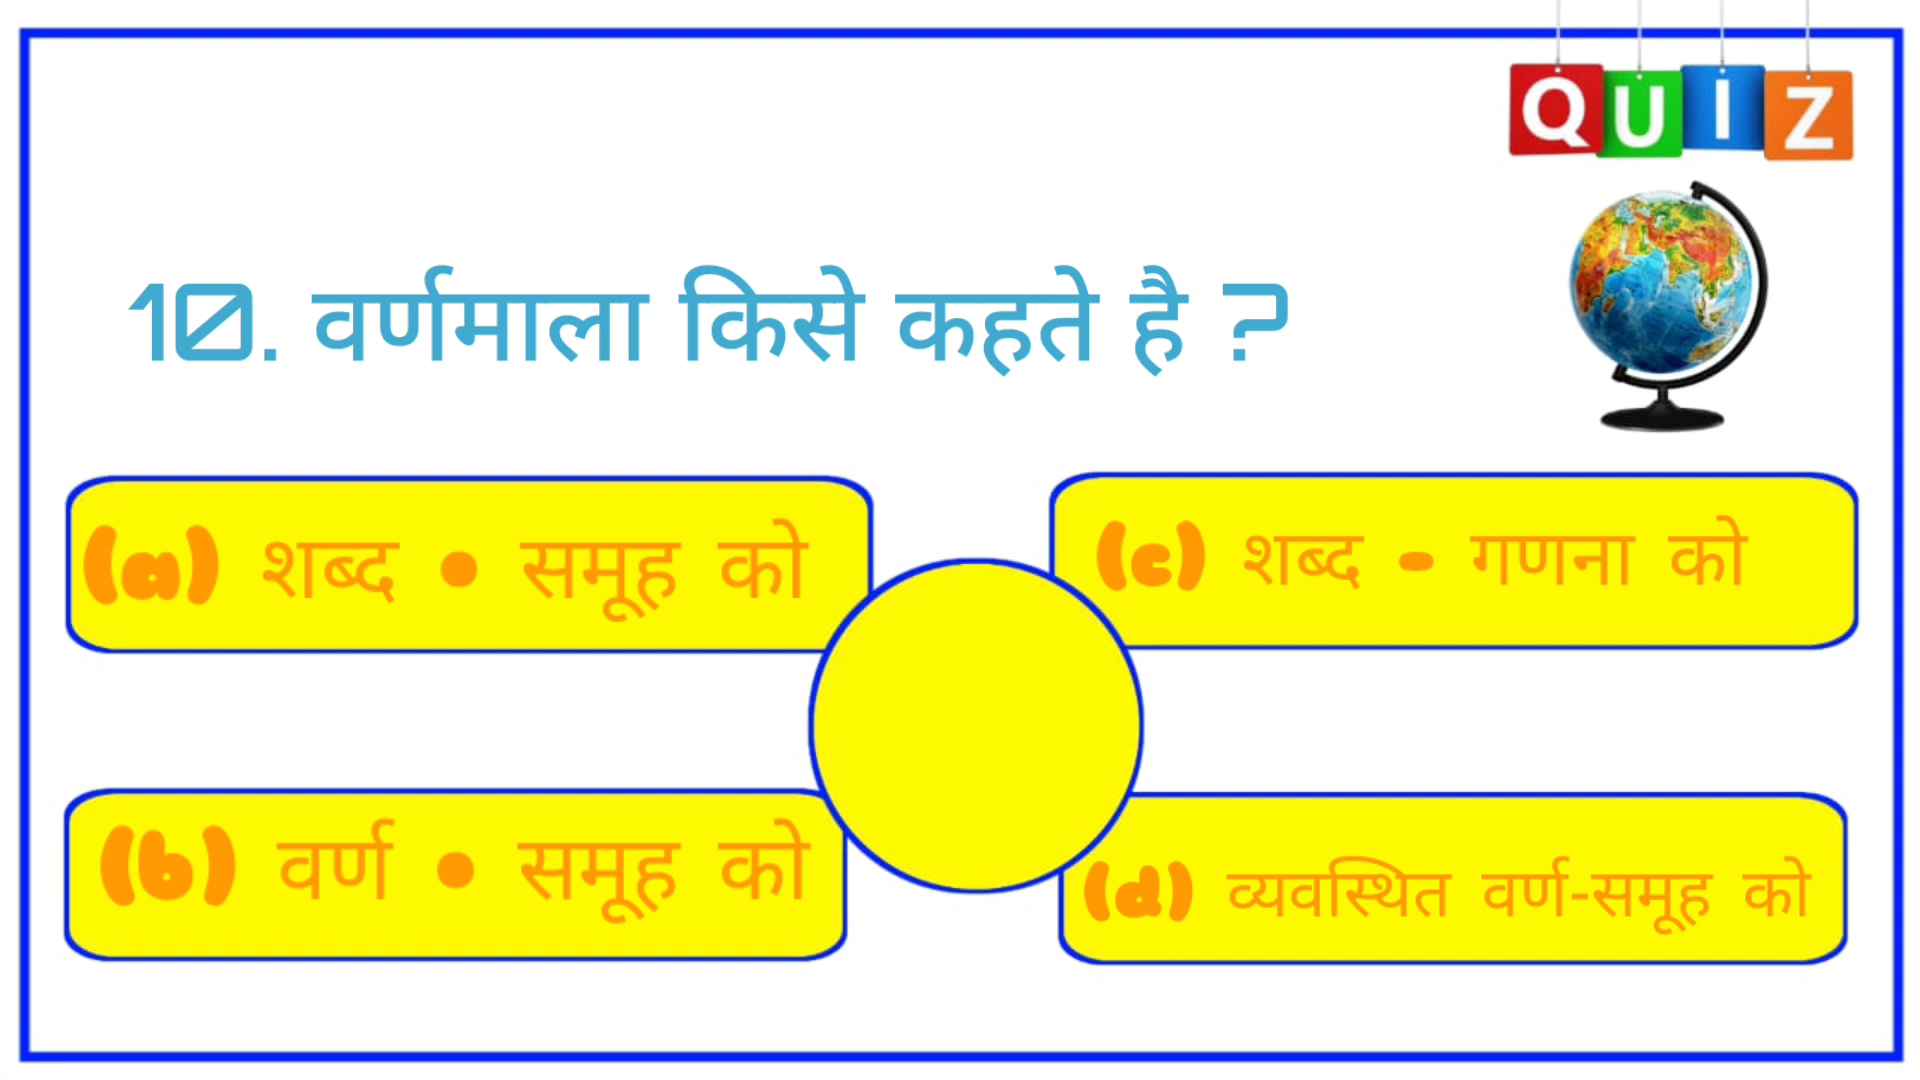 QUIZ
10. वर्णमाला किसे कहते है ?
(a) शब्द • समूह को
(b) वर्ण • समूह को
(c) शब्द - गणना को
(d) व्यवस्थित वर्ण-समूह को